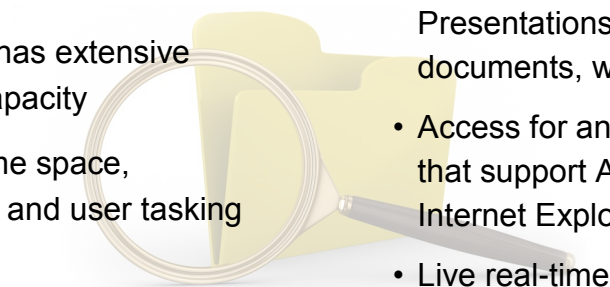 has extensive
apacity
me space,
and user tasking
Presentations
documents, w
• Access for an
that support A
Internet Explo
• Live real-time